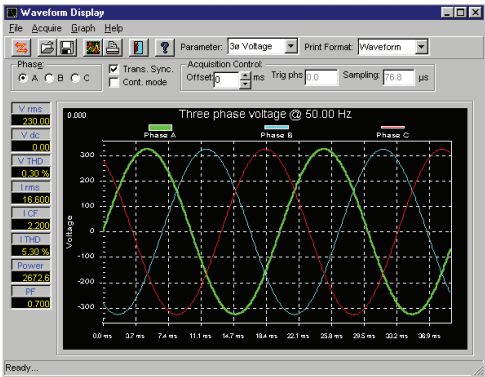 Waveform Display
File Acquire Graph Help
Parameter: 3ø Voltage Print Format: Waveform
Phase:
A B C
Trans. Sync.
Cont. mode
Acquisition Control:
Offset: 0 ms Trig phs 0.0 Sampling: 76.8 µs
V rms
230.00
V dc
0.00
V THD
0.30 %
I rms
16.600
I CF
2.200
I THD
5.30 %
Power
2672.6
PF
0.700
0.000
Three phase voltage @ 50.00 Hz
Phase A Phase B Phase C
Voltage
300
200
100
0
-100
-200
-300
0.0 ms 3.7 ms 7.4 ms 11.1 ms 14.7 ms 18.4 ms 22.1 ms 25.8 ms 29.5 ms 33.2 ms 36.9 ms
Ready...